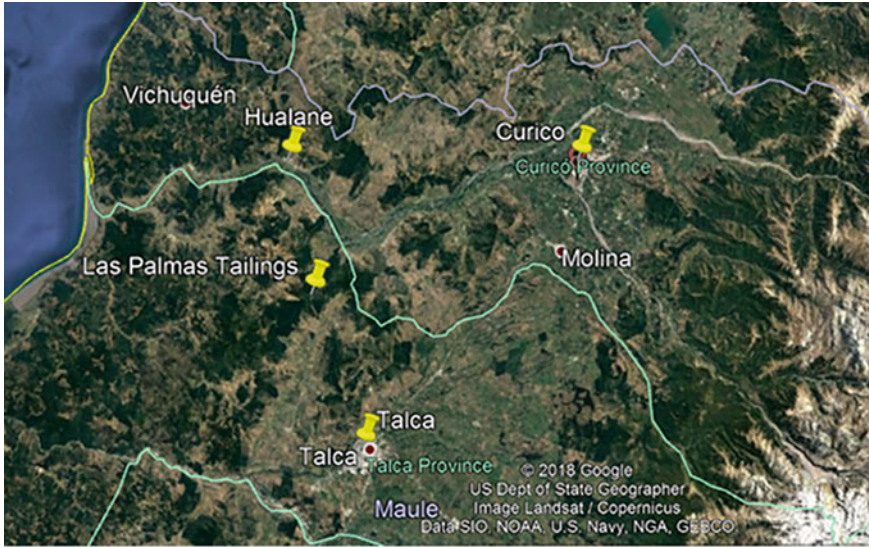 Vichuquén
Hualane
Curico
Curicó Province
Molina
Las Palmas Tailings
Talca
Talca
Talca Province
© 2018 Google
US Dept of State Geographer
Maule
Image Landsat / Copernicus
Data SIO, NOAA, U.S. Navy, NGA, GEBCO